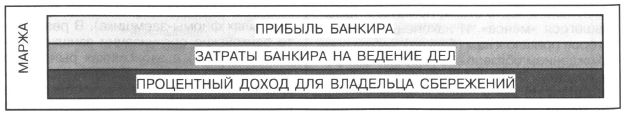 МАРЖА
ПРИБЫЛЬ БАНКИРА
ЗАТРАТЫ БАНКИРА НА ВЕДЕНИЕ ДЕЛ
ПРОЦЕНТНЫЙ ДОХОД ДЛЯ ВЛАДЕЛЬЦА СБЕРЕЖЕНИЙ